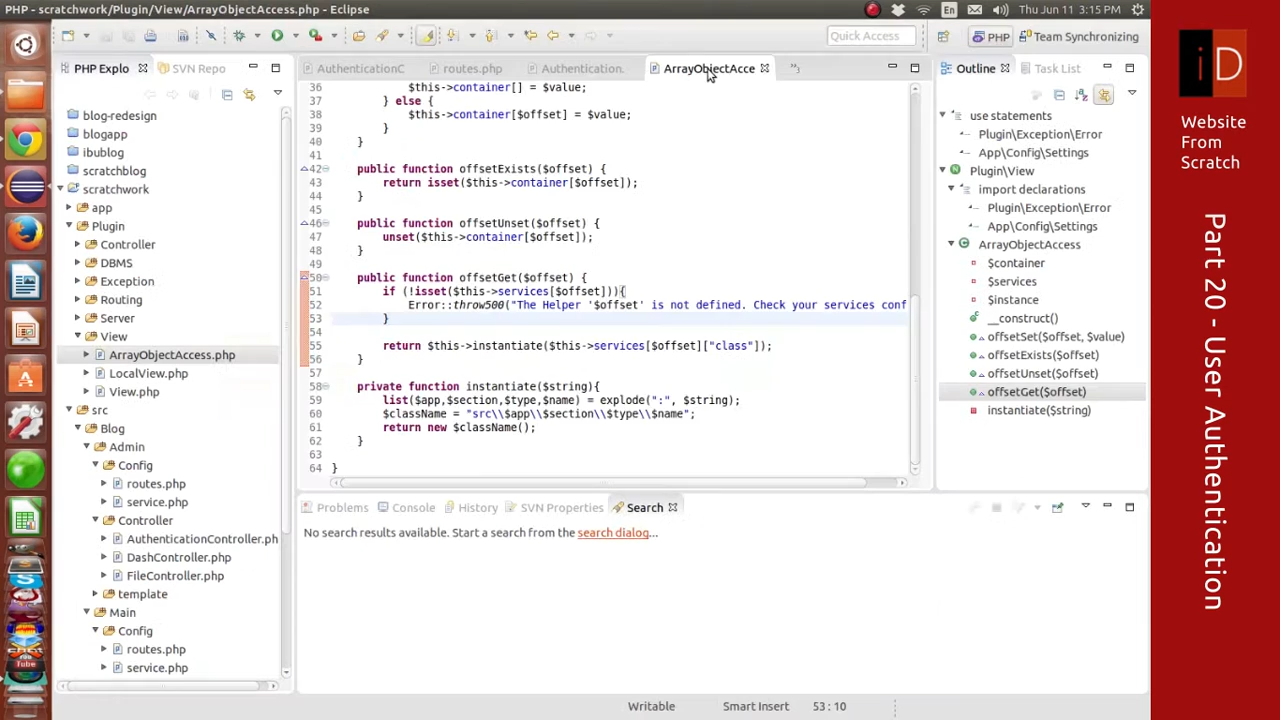 PHP - scratchwork/Plugin/View/ArrayObjectAccess.php - Eclipse
En
Thu Jun 11 3:15 PM
Quick Access
PHP
Team Synchronizing
PHP Explo
SVN Repo
AuthenticationC
routes.php
Authentication.
ArrayObjectAcce
Outline
Task List
blog-redesign
blogapp
ibublog
scratchblog
scratchwork
app
Plugin
Controller
DBMS
Exception
Routing
Server
View
ArrayObjectAccess.php
LocalView.php
View.php
src
Blog
Admin
Config
routes.php
service.php
Controller
AuthenticationController.ph
DashController.php
FileController.php
template
Main
Config
routes.php
service.php
36 $this->container[] = $value;
37 } else {
38 $this->container[$offset] = $value;
39 }
40 }
41
42 public function offsetExists($offset) {
43 return isset($this->container[$offset]);
44 }
45
46 public function offsetUnset($offset) {
47 unset($this->container[$offset]);
48 }
49
50 public function offsetGet($offset) {
51 if (!isset($this->services[$offset])){
52 Error::throw500("The Helper '$offset' is not defined. Check your services conf
53 }
54
55 return $this->instantiate($this->services[$offset]["class"]);
56 }
57
58 private function instantiate($string){
59 list($app,$section,$type,$name) = explode(":", $string);
60 $className = "src\\$app\\$section\\$type\\$name";
61 return new $className();
62 }
63
64 }
use statements
Plugin\Exception\Error
App\Config\Settings
Plugin\View
import declarations
Plugin\Exception\Error
App\Config\Settings
ArrayObjectAccess
$container
$services
$instance
__construct()
offsetSet($offset, $value)
offsetExists($offset)
offsetUnset($offset)
offsetGet($offset)
instantiate($string)
Problems
Console
History
SVN Properties
Search
No search results available. Start a search from the search dialog...
Writable
Smart Insert
53 : 10
iD
Website
From
Scratch
Part 20 - User Authentication